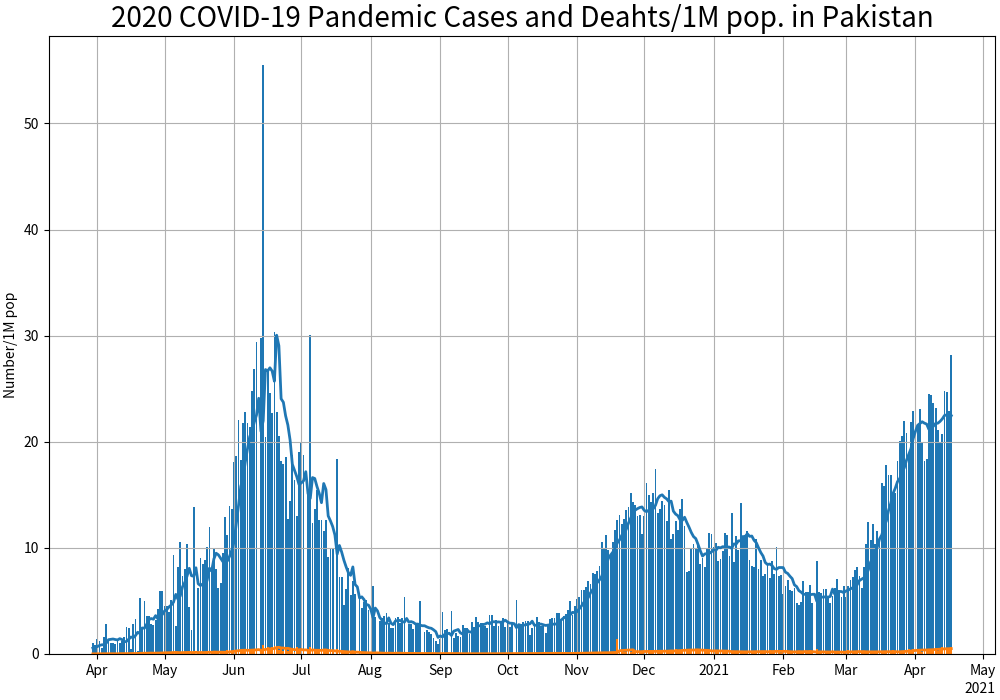 2020 COVID-19 Pandemic Cases and Deahts/1M pop. in Pakistan
Number/1M pop
50
40
30
20
10
0
Apr May Jun Jul Aug Sep Oct Nov Dec 2021 Feb Mar Apr May
2021